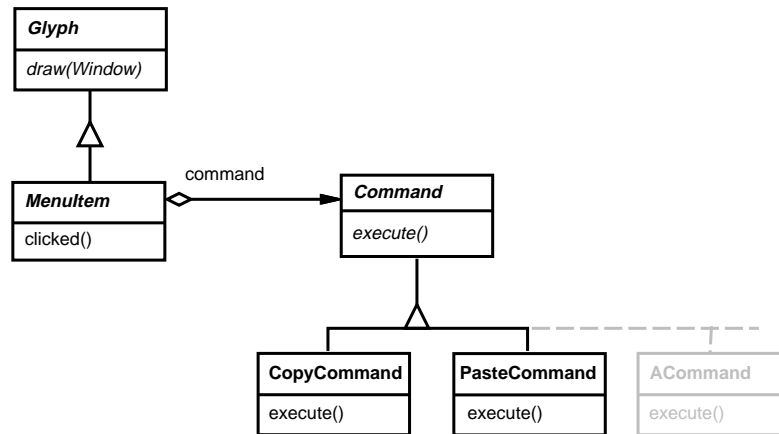 Glyph
draw(Window)
command
MenuItem
clicked()
Command
execute()
CopyCommand
execute()
PasteCommand
execute()
ACommand
execute()